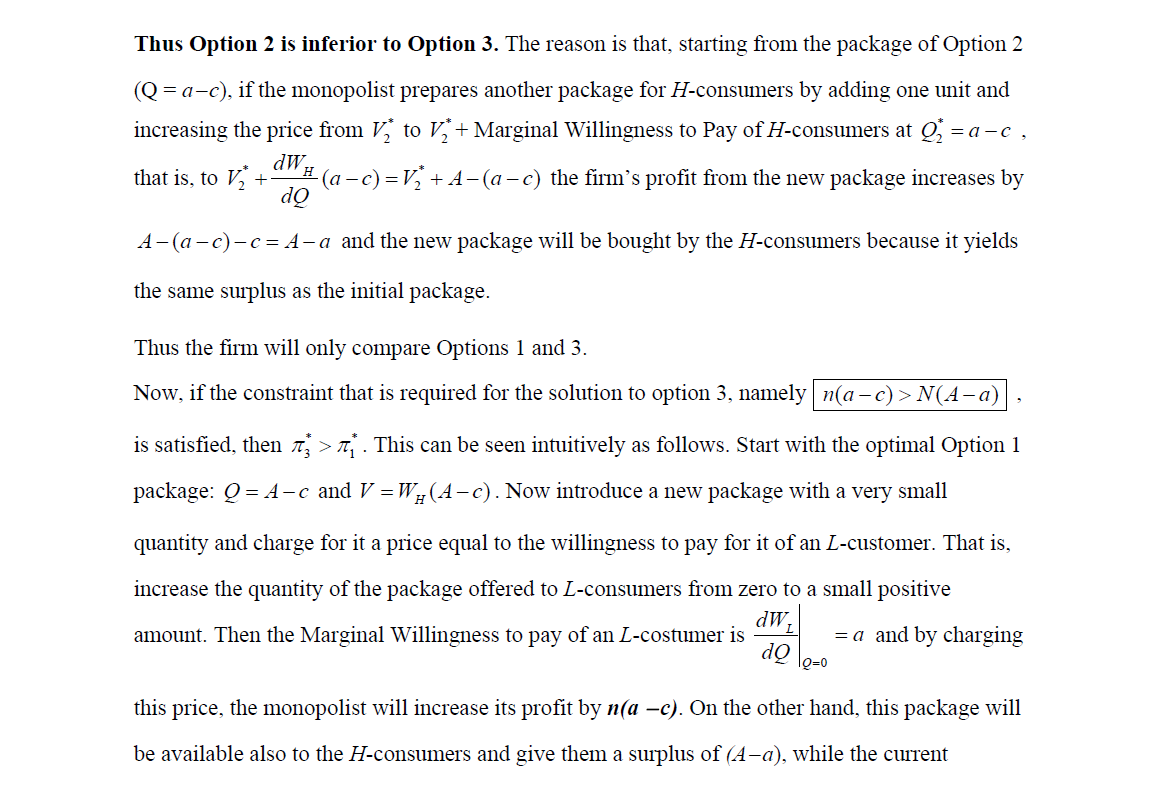 Thus Option 2 is inferior to Option 3. The reason is that, starting from the package of Option 2
(Q = a−c), if the monopolist prepares another package for H-consumers by adding one unit and
increasing the price from V₂* to V₂* + Marginal Willingness to Pay of H-consumers at Q₂* = a − c ,
that is, to V₂* + dW_H/dQ (a − c) = V₂* + A − (a − c) the firm's profit from the new package increases by
A − (a − c) − c = A − a and the new package will be bought by the H-consumers because it yields
the same surplus as the initial package.
Thus the firm will only compare Options 1 and 3.
Now, if the constraint that is required for the solution to option 3, namely n(a − c) > N(A − a) ,
is satisfied, then π₃* > π₁* . This can be seen intuitively as follows. Start with the optimal Option 1
package: Q = A − c and V = W_H(A − c). Now introduce a new package with a very small
quantity and charge for it a price equal to the willingness to pay for it of an L-customer. That is,
increase the quantity of the package offered to L-consumers from zero to a small positive
amount. Then the Marginal Willingness to pay of an L-costumer is dW_L/dQ |_Q=0 = a and by charging
this price, the monopolist will increase its profit by n(a −c). On the other hand, this package will
be available also to the H-consumers and give them a surplus of (A−a), while the current